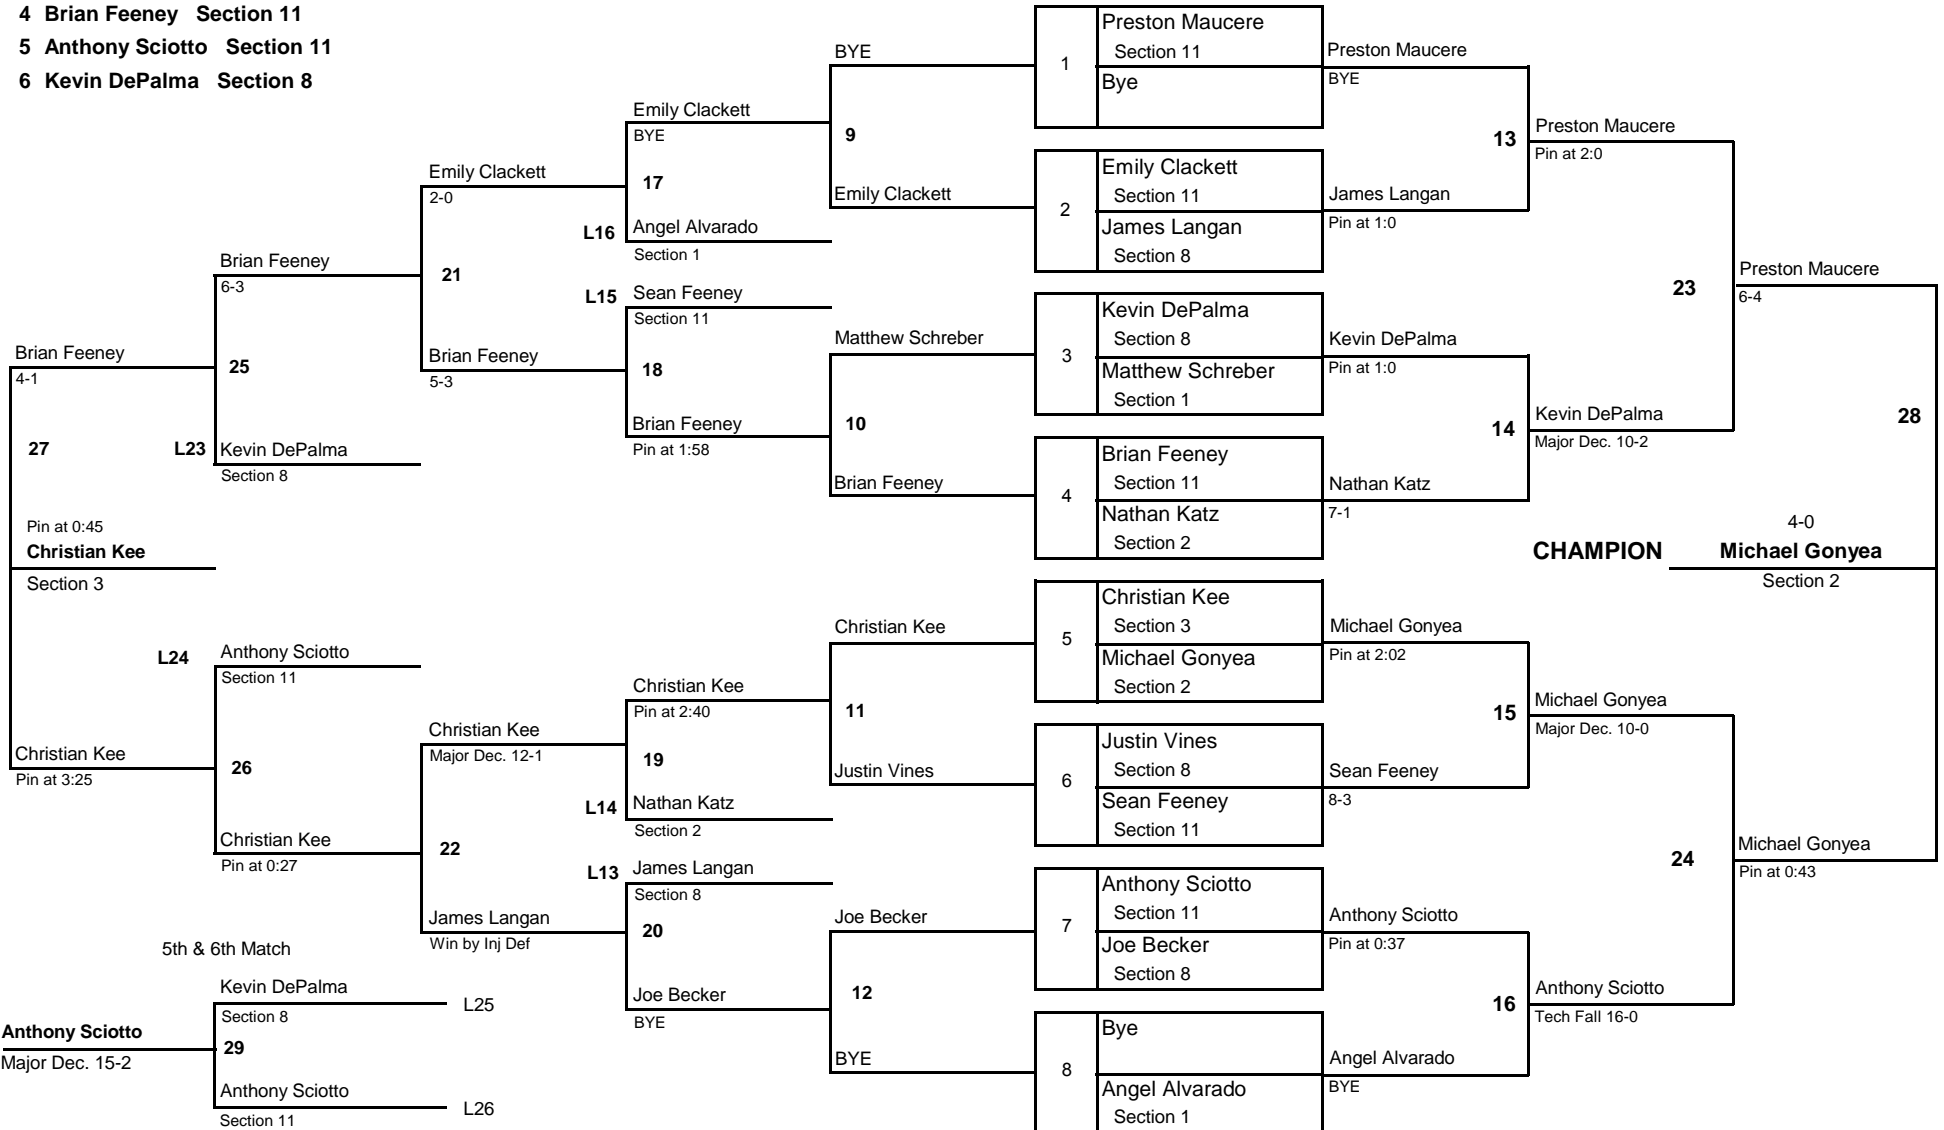 4 Brian Feeney Section 11
5 Anthony Sciotto Section 11
6 Kevin DePalma Section 8
Brian Feeney
4-1
27
Pin at 0:45
Christian Kee
Section 3
Christian Kee
Pin at 3:25
Brian Feeney
6-3
25
L23 Kevin DePalma
Section 8
L24 Anthony Sciotto
Section 11
26
Christian Kee
Pin at 0:27
5th & 6th Match
Kevin DePalma L25
Section 8
Anthony Sciotto
29
Major Dec. 15-2
Anthony Sciotto L26
Section 11
Emily Clackett
2-0
21
Brian Feeney
5-3
Christian Kee
Major Dec. 12-1
22
James Langan
Win by Inj Def
Emily Clackett
BYE
17
L16 Angel Alvarado
Section 1
L15 Sean Feeney
Section 11
18
Brian Feeney
Pin at 1:58
Christian Kee
Pin at 2:40
19
L14 Nathan Katz
Section 2
L13 James Langan
Section 8
20
Joe Becker
BYE
BYE
9
Emily Clackett
Matthew Schreber
10
Brian Feeney
Christian Kee
11
Justin Vines
Joe Becker
12
BYE
1
Preston Maucere
Section 11
Bye
2
Emily Clackett
Section 11
James Langan
Section 8
3
Kevin DePalma
Section 8
Matthew Schreber
Section 1
4
Brian Feeney
Section 11
Nathan Katz
Section 2
5
Christian Kee
Section 3
Michael Gonyea
Section 2
6
Justin Vines
Section 8
Sean Feeney
Section 11
7
Anthony Sciotto
Section 11
Joe Becker
Section 8
8
Bye
Angel Alvarado
Section 1
Preston Maucere
BYE
13
James Langan
Pin at 1:0
Kevin DePalma
Pin at 1:0
14
Nathan Katz
7-1
Michael Gonyea
Pin at 2:02
15
Sean Feeney
8-3
Anthony Sciotto
Pin at 0:37
16
Angel Alvarado
BYE
Preston Maucere
Pin at 2:0
23
Kevin DePalma
Major Dec. 10-2
Michael Gonyea
Major Dec. 10-0
24
Anthony Sciotto
Tech Fall 16-0
Preston Maucere
6-4
28
4-0
CHAMPION Michael Gonyea
Section 2
Michael Gonyea
Pin at 0:43